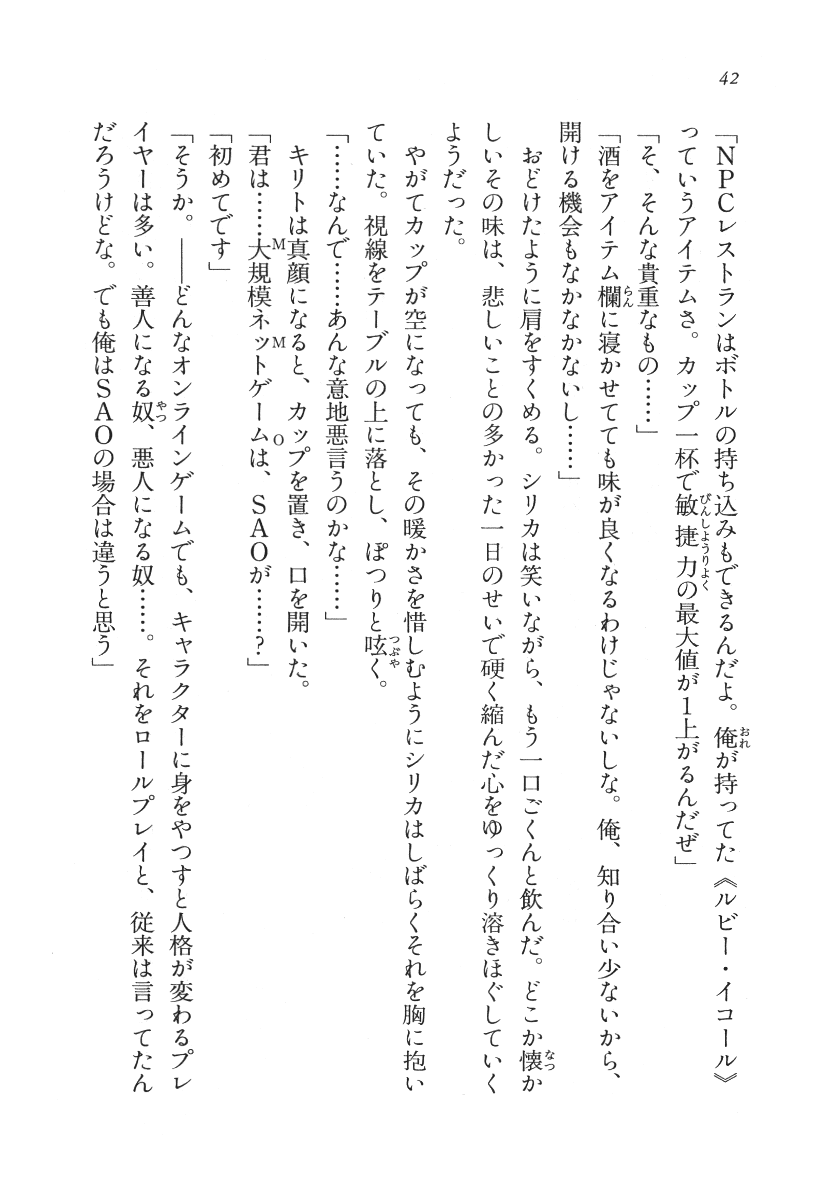 42
「NPCレストランはボトルの持ち込みもできるんだよ。俺が持ってた《ルビー・イコール》
っていうアイテムさ。カップ一杯で敏捷力の最大値が1上がるんだぜ」
「そ、そんな貴重なもの……」
「酒をアイテム欄に寝かせてても味が良くなるわけじゃないしな。俺、知り合い少ないから、
開ける機会もなかなかないし……」
おどけたように肩をすくめる。シリカは笑いながら、もう一口ごくんと飲んだ。どこか懐か
しいその味は、悲しいことの多かった一日のせいで硬く縮んだ心をゆっくり溶きほぐしていく
ようだった。
やがてカップが空になっても、その暖かさを惜しむようにシリカはしばらくそれを胸に抱い
ていた。視線をテーブルの上に落とし、ぽつりと呟く。
「……なんで……あんな意地悪言うのかな……」
キリトは真顔になると、カップを置き、口を開いた。
「君は……大規模ネットゲームは、SAOが……?」
「初めてです」
「そうか。――どんなオンラインゲームでも、キャラクターに身をやつすと人格が変わるプレ
イヤーは多い。善人になる奴、悪人になる奴……。それをロールプレイと、従来は言ってたん
だろうけどな。でも俺はSAOの場合は違うと思う」